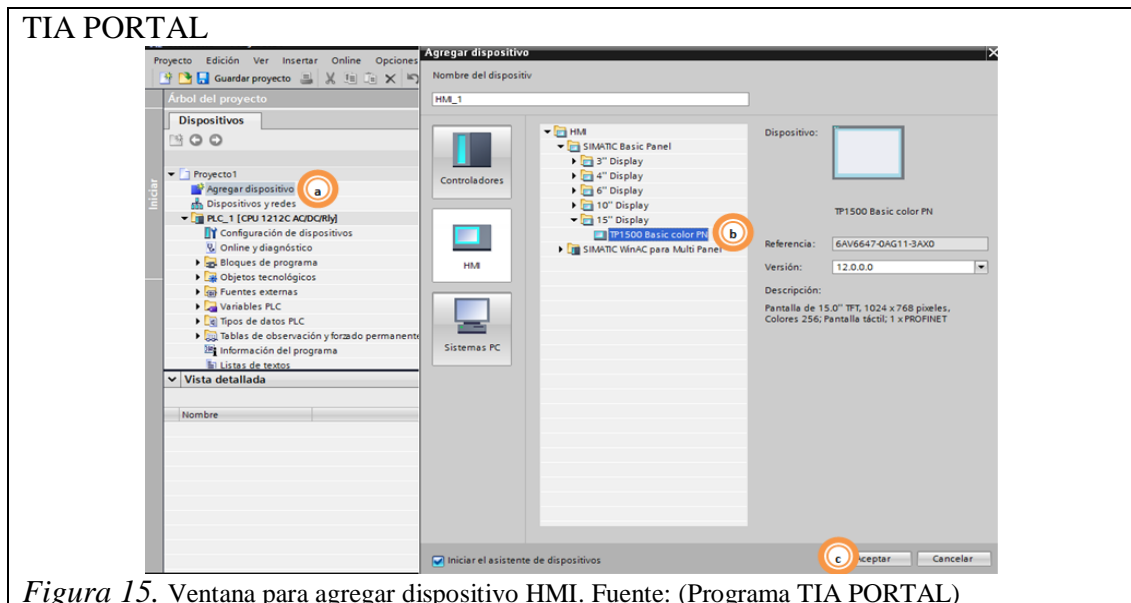 TIA PORTAL
Agregar dispositivo
Proyecto Edición Ver Insertar Online Opciones
Guardar proyecto
Árbol del proyecto
Dispositivos
Iniciar
Proyecto1
Agregar dispositivo a
Dispositivos y redes
PLC_1 [CPU 1212C AC/DC/Rly]
Configuración de dispositivos
Online y diagnóstico
Bloques de programa
Objetos tecnológicos
Fuentes externas
Variables PLC
Tipos de datos PLC
Tablas de observación y forzado permanente
Información del programa
Listas de textos
Vista detallada
Nombre
Nombre del dispositiv
HMI_1
Controladores
HMI
Sistemas PC
HMI
SIMATIC Basic Panel
3" Display
4" Display
6" Display
10" Display
15" Display
TP1500 Basic color PN b
SIMATIC WinAC para Multi Panel
Dispositivo:
TP1500 Basic color PN
Referencia: 6AV6647-0AG11-3AX0
Versión: 12.0.0.0
Descripción:
Pantalla de 15.0'' TFT, 1024 x 768 pixeles,
Colores 256; Pantalla táctil; 1 x PROFINET
Iniciar el asistente de dispositivos
c Aceptar Cancelar
Figura 15. Ventana para agregar dispositivo HMI. Fuente: (Programa TIA PORTAL)